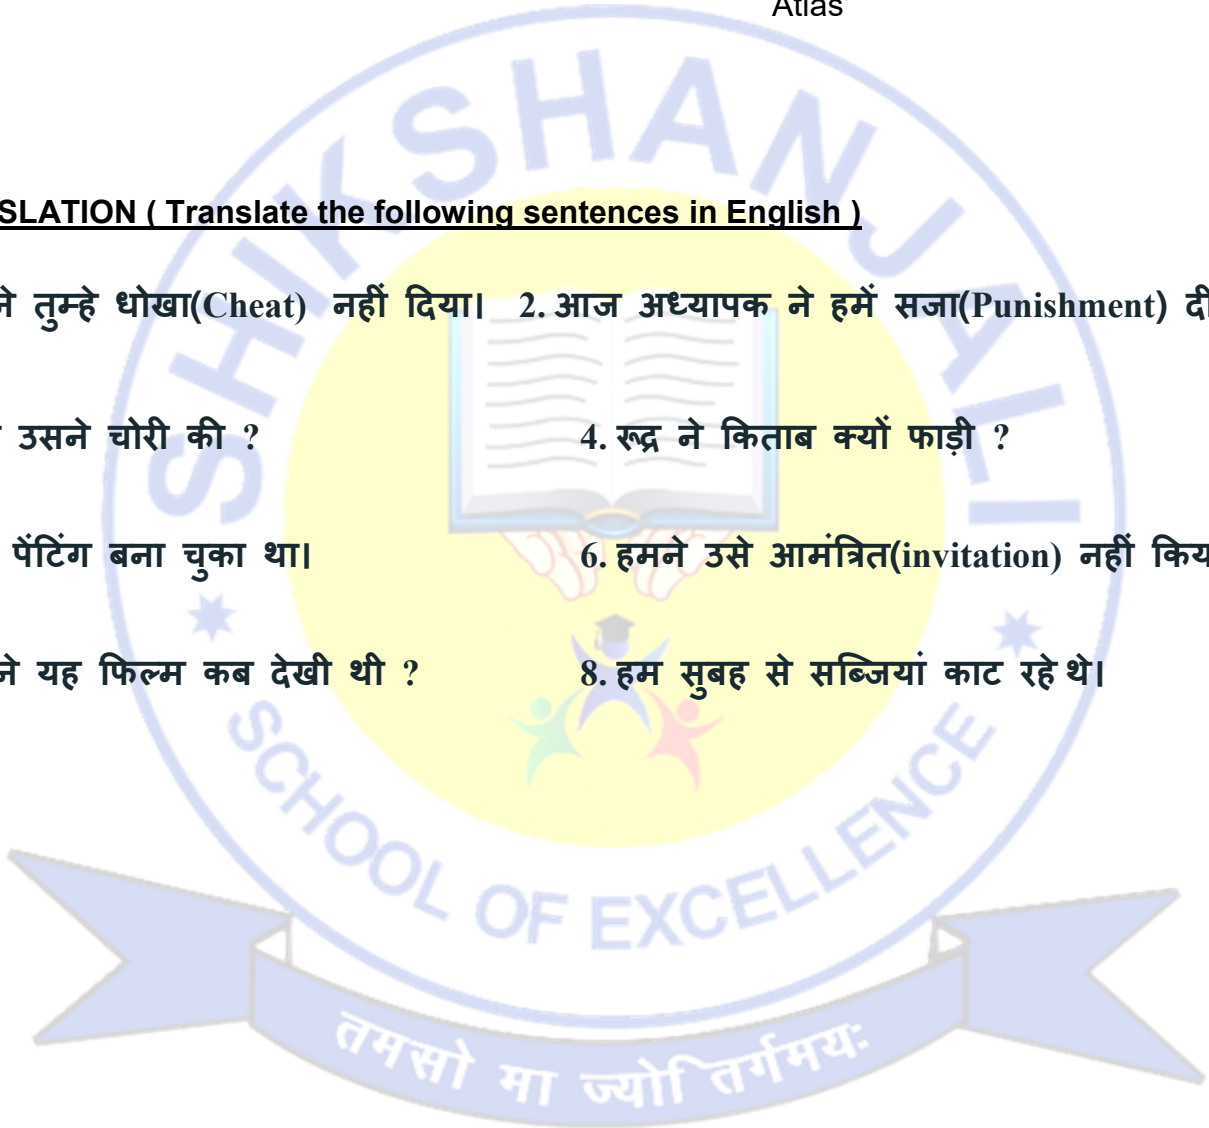 Atlas'
SLATION ( Translate the following sentences in English )
ने तुम्हे धोखा(Cheat) नहीं दिया। 2. आज अध्यापक ने हमें सजा(Punishment) दी
उसने चोरी की ? 4. रूद्र ने किताब क्यों फाड़ी ?
पेंटिंग बना चुका था। 6. हमने उसे आमंत्रित(invitation) नहीं किय
ने यह फिल्म कब देखी थी ? 8. हम सुबह से सब्जियां काट रहे थे।
SHIKSHANJALI
SCHOOL OF EXCELLENCE
तमसो मा ज्योतिर्गमयः